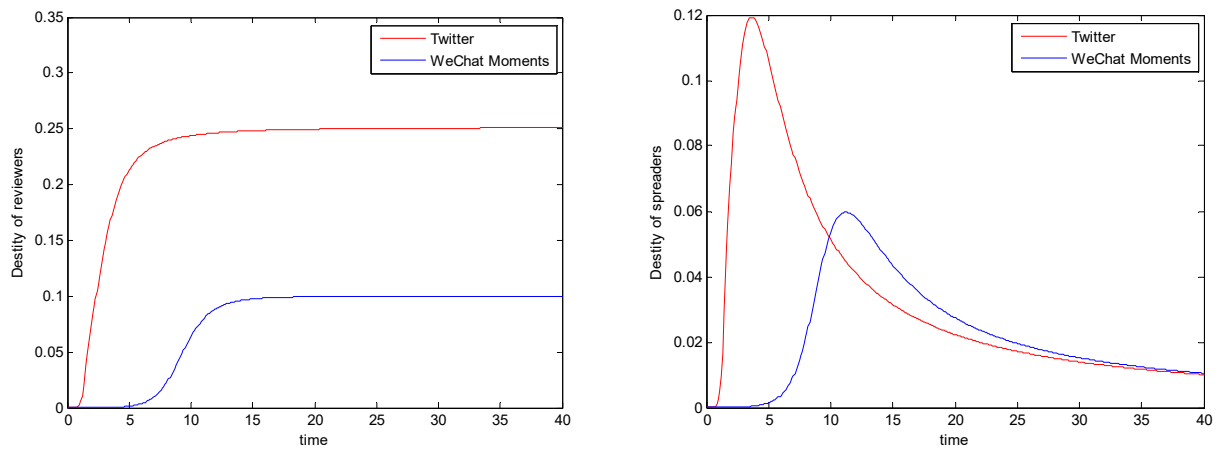 0.35
0.3
0.25
0.2
0.15
0.1
0.05
0
Destity of reviewers
0 5 10 15 20 25 30 35 40
time
Twitter
WeChat Moments
0.12
0.1
0.08
0.06
0.04
0.02
0
Destity of spreaders
0 5 10 15 20 25 30 35 40
time
Twitter
WeChat Moments